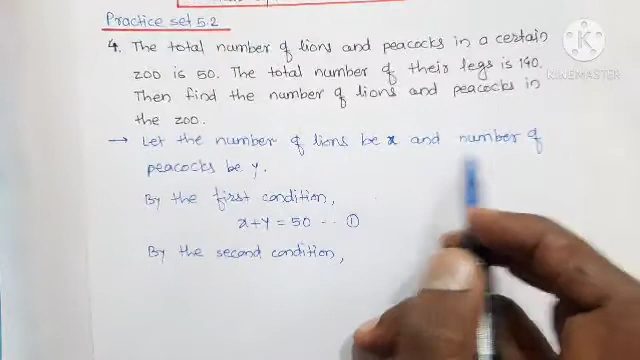 Practice set 5.2
4. The total number of lions and peacocks in a certain
zoo is 50. The total number of their legs is 140.
Then find the number of lions and peacocks in
the zoo.
→ Let the number of lions be x and number of
peacocks be y.
By the first condition,
x+y = 50 -- ①
By the second condition,
KINEMASTER